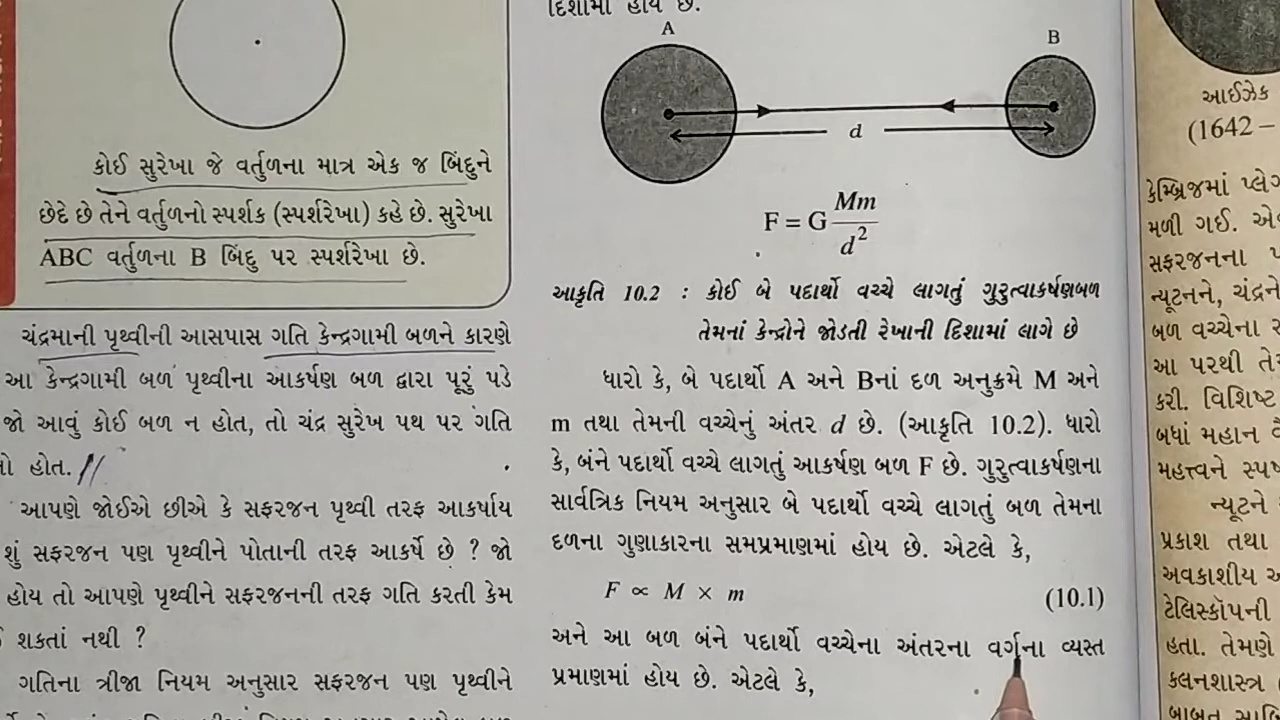 કોઈ સુરેખા જે વર્તુળના માત્ર એક જ બિંદુને
છેદે છે તેને વર્તુળનો સ્પર્શક (સ્પર્શરેખા) કહે છે. સુરેખા
ABC વર્તુળના B બિંદુ પર સ્પર્શરેખા છે.
ચંદ્રમાની પૃથ્વીની આસપાસ ગતિ કેન્દ્રગામી બળને કારણે
આ કેન્દ્રગામી બળ પૃથ્વીના આકર્ષણ બળ દ્વારા પૂરું પડે
જો આવું કોઈ બળ ન હોત, તો ચંદ્ર સુરેખ પથ પર ગતિ
હોત.
આપણે જોઈએ છીએ કે સફરજન પૃથ્વી તરફ આકર્ષાય
શું સફરજન પણ પૃથ્વીને પોતાની તરફ આકર્ષે છે ? જો
હોય તો આપણે પૃથ્વીને સફરજનની તરફ ગતિ કરતી કેમ
શકતાં નથી ?
ગતિના ત્રીજા નિયમ અનુસાર સફરજન પણ પૃથ્વીને
દિશામાં હોય છે.
A
B
d
F = G Mm/d²
આકૃતિ 10.2 : કોઈ બે પદાર્થો વચ્ચે લાગતું ગુરુત્વાકર્ષણબળ
તેમનાં કેન્દ્રોને જોડતી રેખાની દિશામાં લાગે છે
ધારો કે, બે પદાર્થો A અને Bનાં દળ અનુક્રમે M અને
m તથા તેમની વચ્ચેનું અંતર d છે. (આકૃતિ 10.2). ધારો
કે, બંને પદાર્થો વચ્ચે લાગતું આકર્ષણ બળ F છે. ગુરુત્વાકર્ષણના
સાર્વત્રિક નિયમ અનુસાર બે પદાર્થો વચ્ચે લાગતું બળ તેમના
દળના ગુણાકારના સમપ્રમાણમાં હોય છે. એટલે કે,
F ∝ M × m (10.1)
અને આ બળ બંને પદાર્થો વચ્ચેના અંતરના વર્ગના વ્યસ્ત
પ્રમાણમાં હોય છે. એટલે કે,
આઈઝેક
(1642 –
કેમ્બ્રિજમાં
મળી ગઈ.
સફરજનના
ન્યૂટનને, ચંદ્રને
બળ વચ્ચેના
આ પરથી
કરી. વિશિષ્ટ
બધાં મહાન
મહત્ત્વને
ન્યૂટને
પ્રકાશ તથા
અવકાશીય
ટેલિસ્કૉપની
હતા. તેમણે
કલનશાસ્ત્ર
બાબત